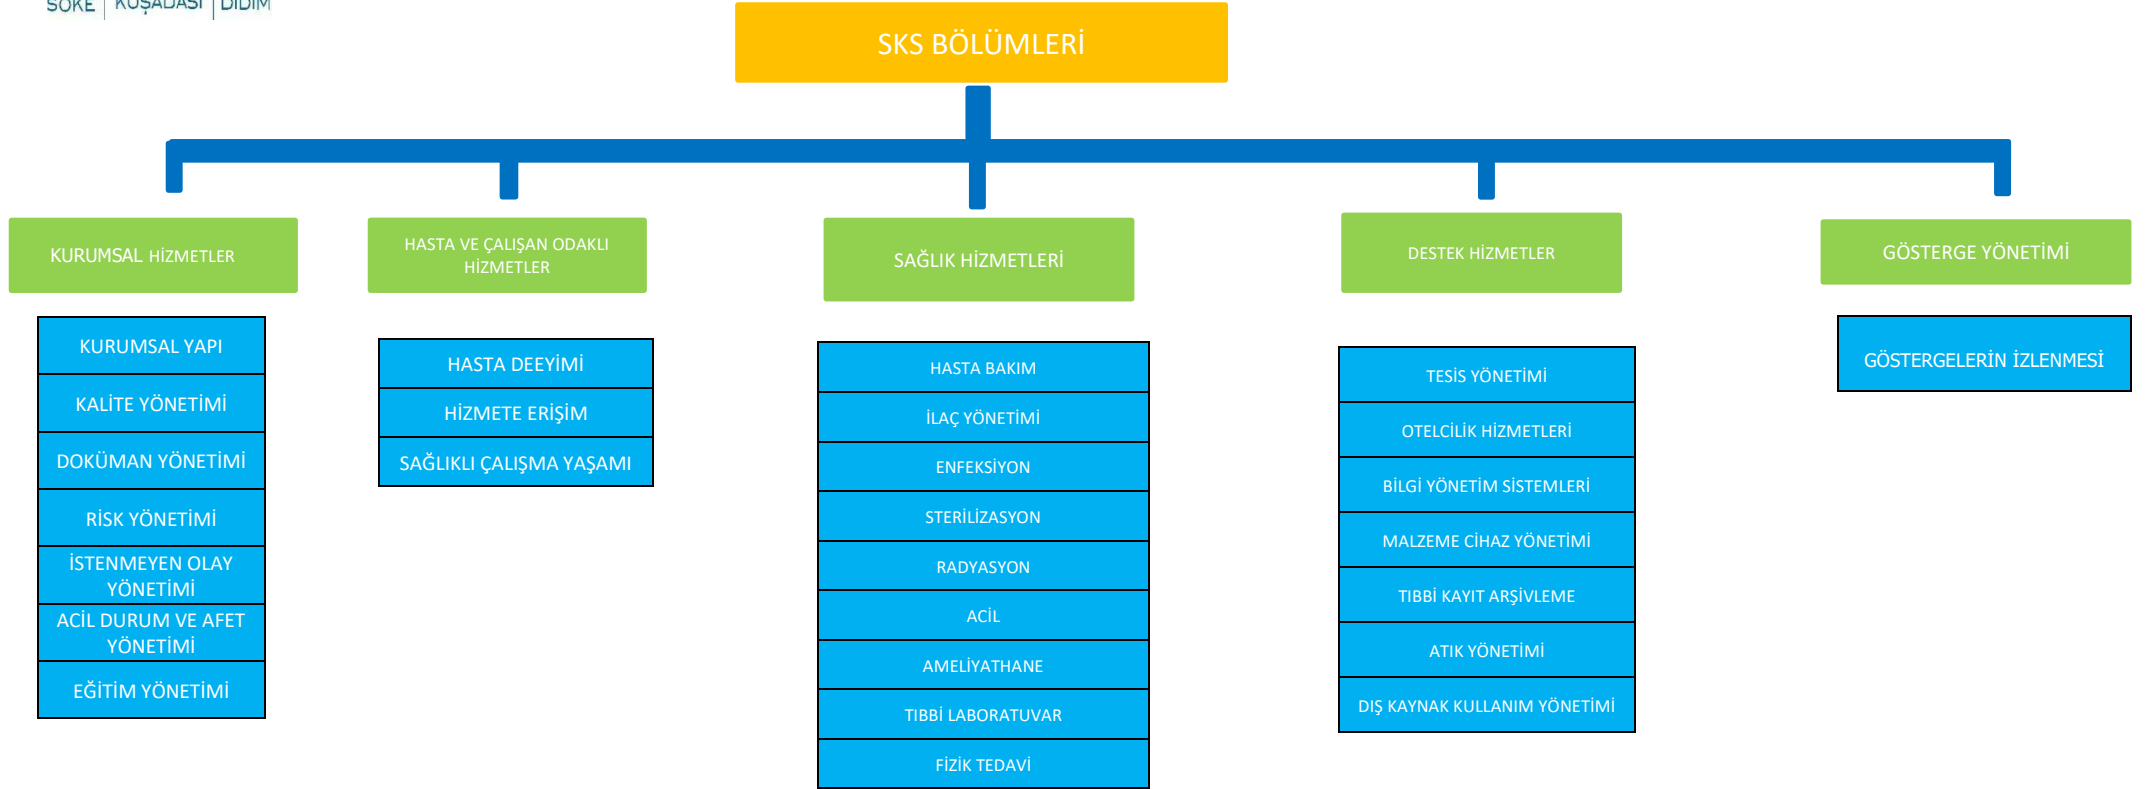 SÖKE KUŞADASI DİDİM
SKS BÖLÜMLERİ
KURUMSAL HİZMETLER
KURUMSAL YAPI
KALİTE YÖNETİMİ
DOKÜMAN YÖNETİMİ
RİSK YÖNETİMİ
İSTENMEYEN OLAY
YÖNETİMİ
ACİL DURUM VE AFET
YÖNETİMİ
EĞİTİM YÖNETİMİ
HASTA VE ÇALIŞAN ODAKLI
HİZMETLER
HASTA DEEYİMİ
HİZMETE ERİŞİM
SAĞLIKLI ÇALIŞMA YAŞAMI
SAĞLIK HİZMETLERİ
HASTA BAKIM
İLAÇ YÖNETİMİ
ENFEKSİYON
STERİLİZASYON
RADYASYON
ACİL
AMELİYATHANE
TIBBİ LABORATUVAR
FİZİK TEDAVİ
DESTEK HİZMETLER
TESİS YÖNETİMİ
OTELCİLİK HİZMETLERİ
BİLGİ YÖNETİM SİSTEMLERİ
MALZEME CİHAZ YÖNETİMİ
TIBBİ KAYIT ARŞİVLEME
ATIK YÖNETİMİ
DIŞ KAYNAK KULLANIM YÖNETİMİ
GÖSTERGE YÖNETİMİ
GÖSTERGELERİN İZLENMESİ